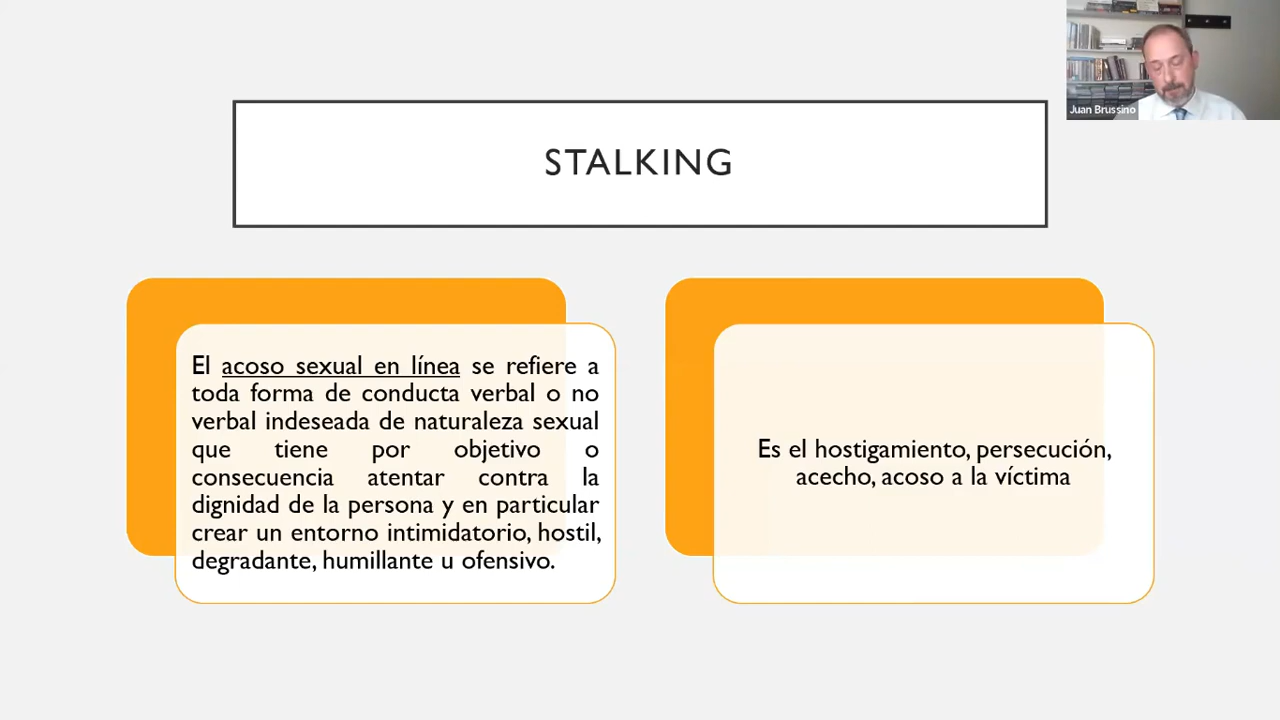 Juan Brussino
STALKING
El acoso sexual en línea se refiere a
toda forma de conducta verbal o no
verbal indeseada de naturaleza sexual
que tiene por objetivo o
consecuencia atentar contra la
dignidad de la persona y en particular
crear un entorno intimidatorio, hostil,
degradante, humillante u ofensivo.
Es el hostigamiento, persecución,
acecho, acoso a la víctima